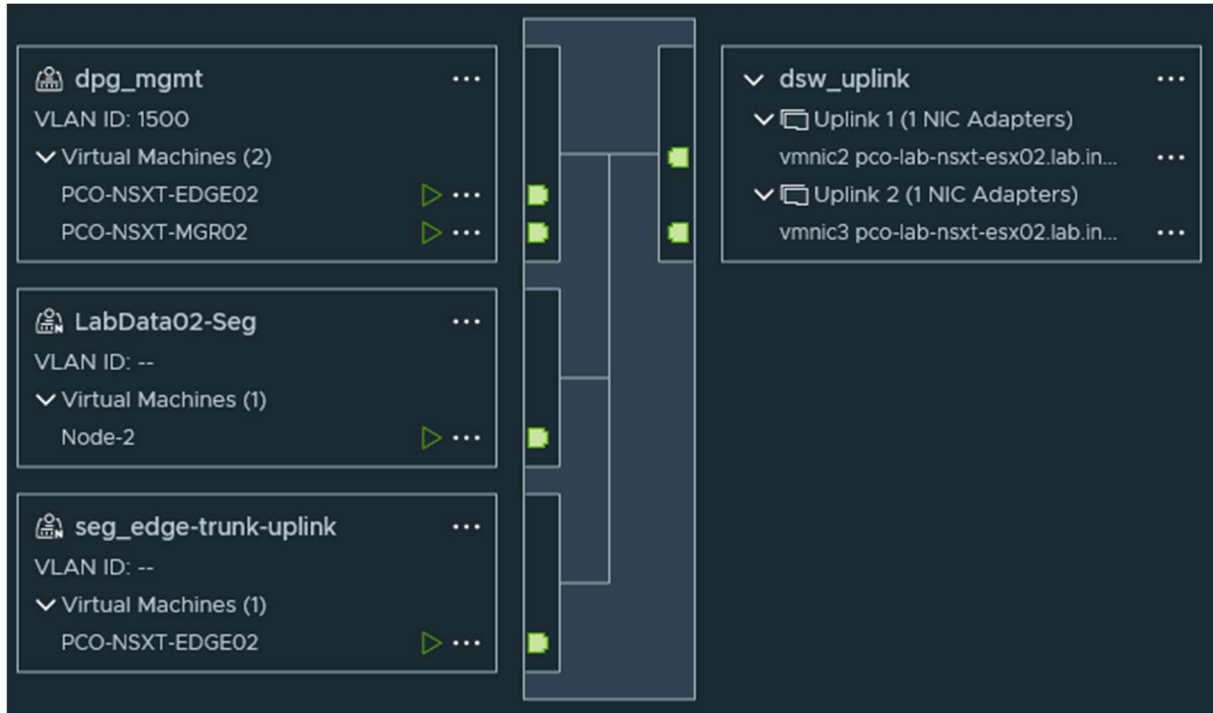 dpg_mgmt
VLAN ID: 1500
Virtual Machines (2)
PCO-NSXT-EDGE02
PCO-NSXT-MGR02
LabData02-Seg
VLAN ID: --
Virtual Machines (1)
Node-2
seg_edge-trunk-uplink
VLAN ID: --
Virtual Machines (1)
PCO-NSXT-EDGE02
dsw_uplink
Uplink 1 (1 NIC Adapters)
vmnic2 pco-lab-nsxt-esx02.lab.in...
Uplink 2 (1 NIC Adapters)
vmnic3 pco-lab-nsxt-esx02.lab.in...